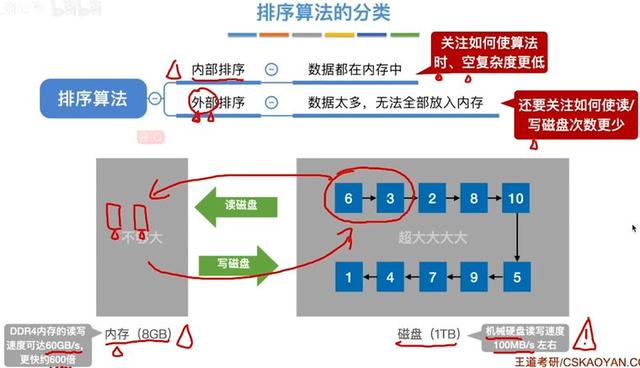 排序算法的分类
关注如何使算法
时、空复杂度更低
内部排序
数据都在内存中
排序算法
外部排序
数据太多，无法全部放入内存
还要关注如何使读/
写磁盘次数更少
读磁盘
写磁盘
不够大
6
3
2
8
10
超大大大大
1
4
7
9
5
DDR4内存的读写
速度可达60GB/s，
更快约600倍
内存（8GB）
磁盘（1TB）
机械硬盘读写速度
100MB/s 左右
王道考研/CSKAOYAN.CO